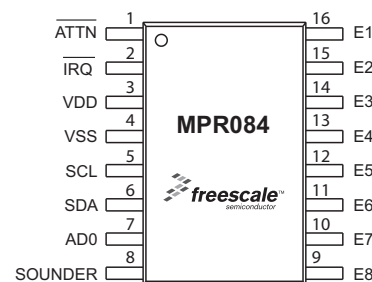 ATTN 1 16 E1
IRQ 2 15 E2
VDD 3 14 E3
VSS 4 13 E4
MPR084
SCL 5 12 E5
SDA 6 11 E6
freescale™
semiconductor
AD0 7 10 E7
SOUNDER 8 9 E8